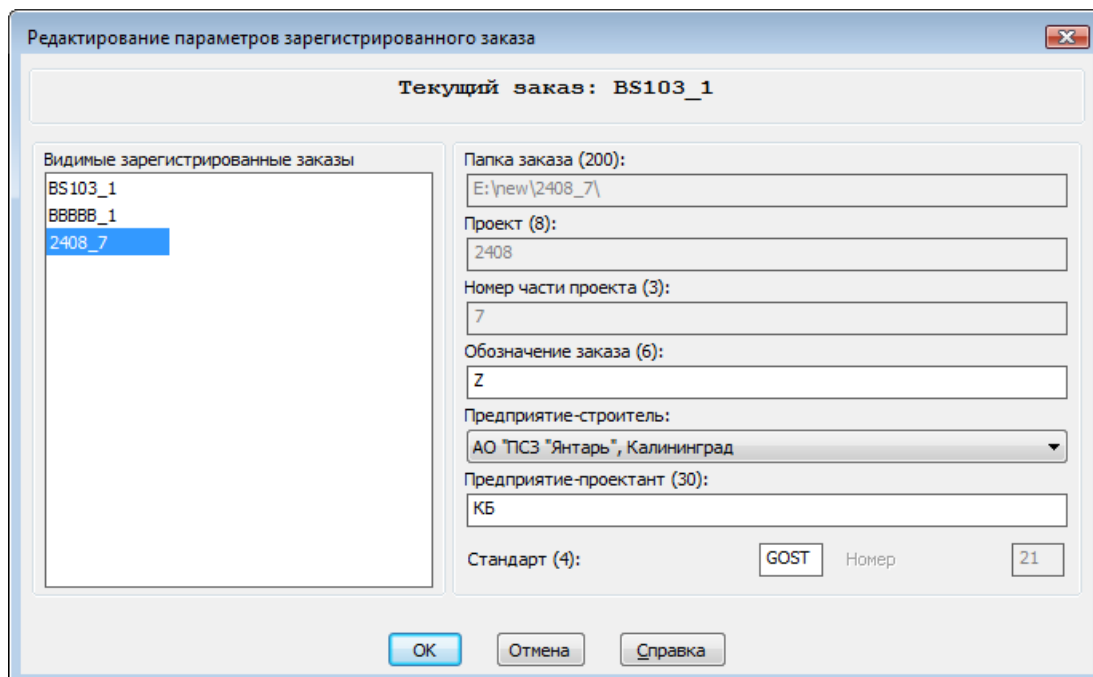 Редактирование параметров зарегистрированного заказа
Текущий заказ: BS103_1
Видимые зарегистрированные заказы
BS103_1
BBBBB_1
2408_7
Папка заказа (200):
E:\new\2408_7\
Проект (8):
2408
Номер части проекта (3):
7
Обозначение заказа (6):
Z
Предприятие-строитель:
АО "ПСЗ "Янтарь", Калининград
Предприятие-проектант (30):
КБ
Стандарт (4): GOST Номер 21
OK Отмена Справка